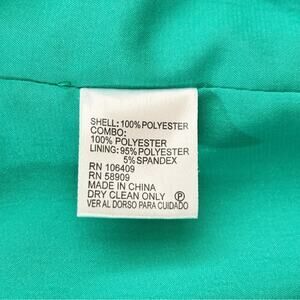 SHELL: 100% POLYESTER
COMBO:
100% POLYESTER
LINING: 95% POLYESTER
5% SPANDEX
RN 106409
RN 58909
MADE IN CHINA
DRY CLEAN ONLY Ⓟ
VER AL DORSO PARA CUIDADO